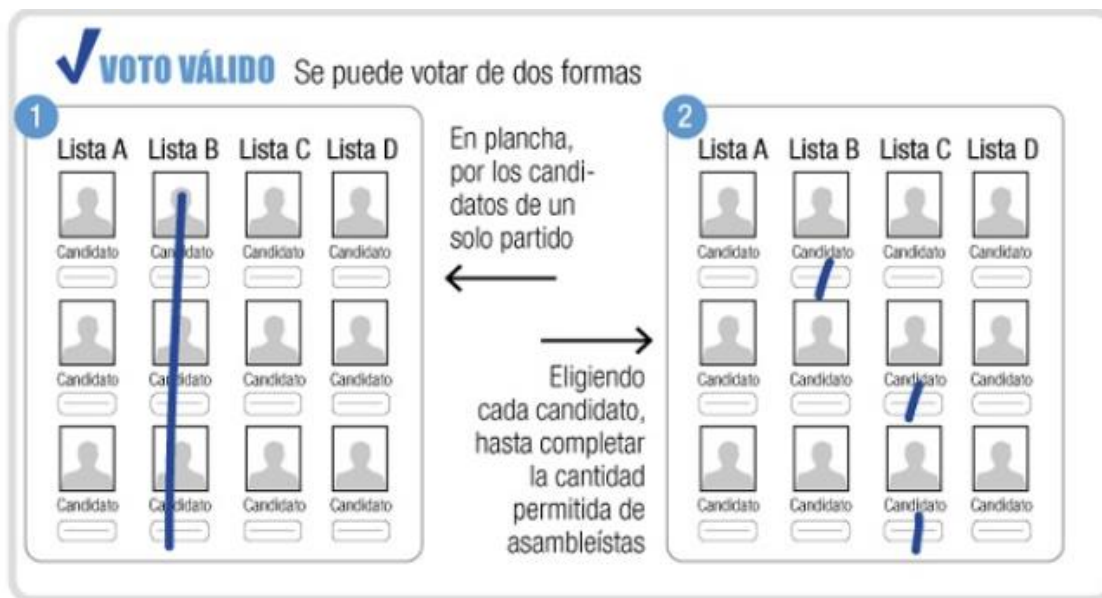 VOTO VÁLIDO Se puede votar de dos formas
1
Lista A Lista B Lista C Lista D
Candidato Candidato Candidato Candidato
Candidato Candidato Candidato Candidato
Candidato Candidato Candidato Candidato
En plancha,
por los candi-
datos de un
solo partido
Eligiendo
cada candidato,
hasta completar
la cantidad
permitida de
asambleístas
2
Lista A Lista B Lista C Lista D
Candidato Candidato Candidato Candidato
Candidato Candidato Candidato Candidato
Candidato Candidato Candidato Candidato